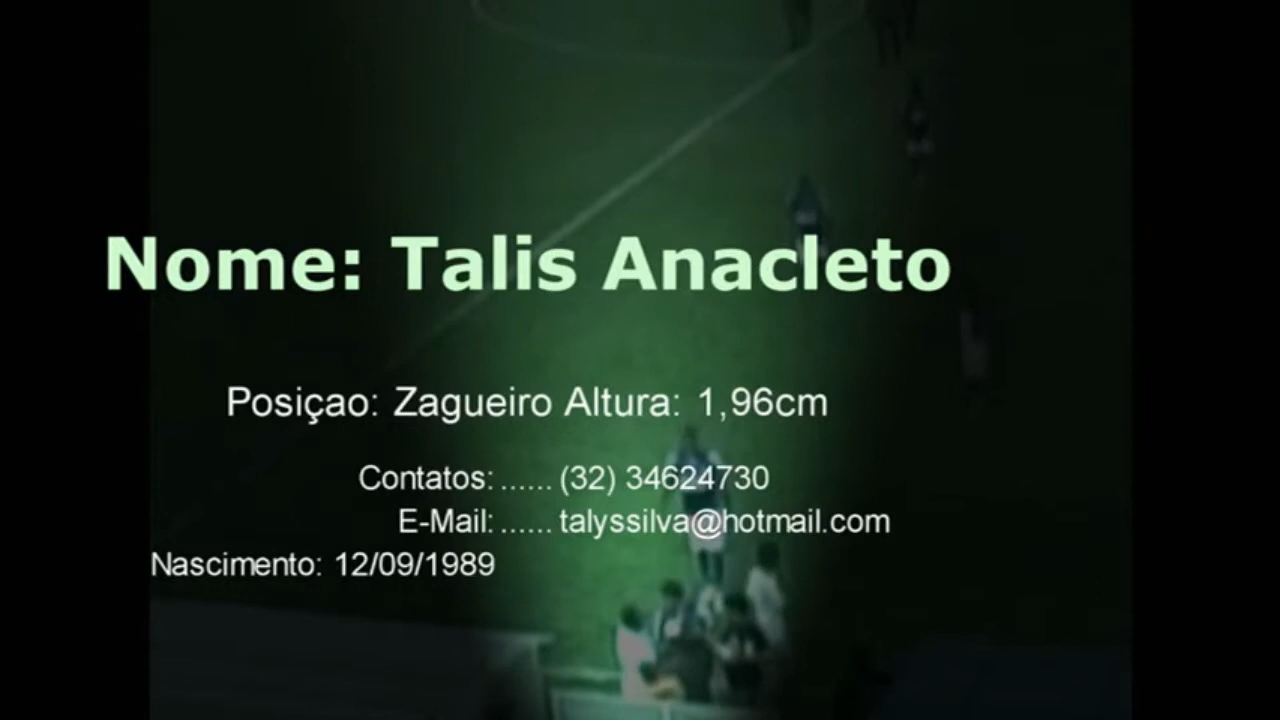 Nome: Talis Anacleto
Posiçao: Zagueiro Altura: 1,96cm
Contatos: ...... (32) 34624730
E-Mail: ...... talyssilva@hotmail.com
Nascimento: 12/09/1989